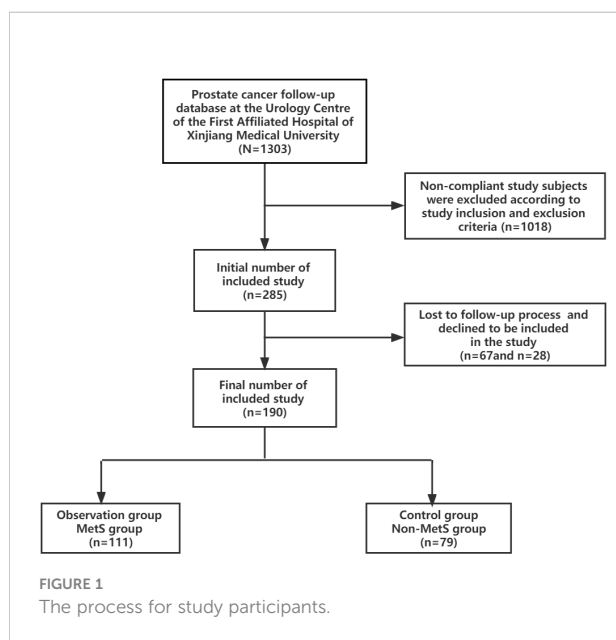 Prostate cancer follow-up
database at the Urology Centre
of the First Affiliated Hospital of
Xinjiang Medical University
(N=1303)
Non-compliant study subjects
were excluded according to
study inclusion and exclusion
criteria (n=1018)
Initial number of
included study
(n=285)
Lost to follow-up process and
declined to be included
in the study
(n=67and n=28)
Final number of
included study
(n=190)
Observation group
MetS group
(n=111)
Control group
Non-MetS group
(n=79)
FIGURE 1
The process for study participants.